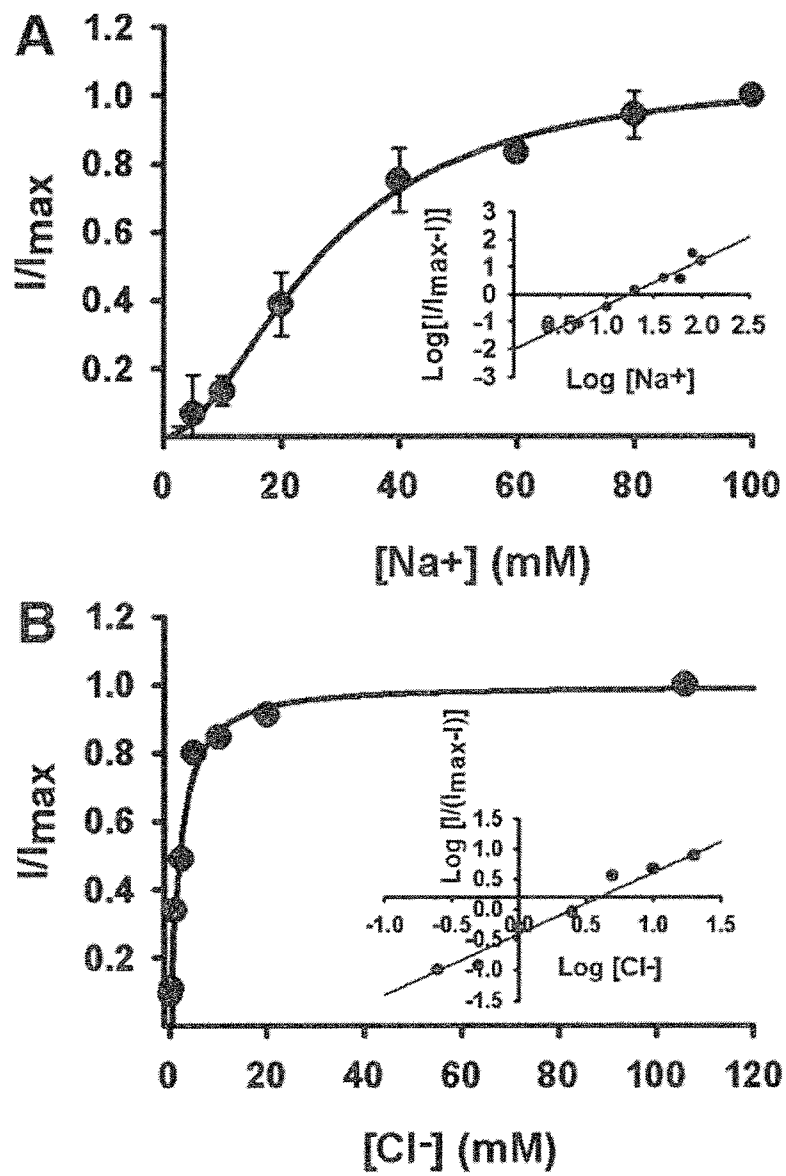 A
1.2
1.0
0.8
0.6
0.4
0.2
I/Imax
0 20 40 60 80 100
[Na+] (mM)
3
2
1
0
-1
-2
-3
Log[I/Imax-I)]
0.5 1.0 1.5 2.0 2.5
Log [Na+]
B
1.2
1.0
0.8
0.6
0.4
0.2
I/Imax
0 20 40 60 80 100 120
[Cl-] (mM)
1.5
1.0
0.5
0.0
-0.5
-1.0
-1.5
Log [I/(Imax-I)]
-1.0 -0.5 0.0 0.5 1.0 1.5
Log [Cl-]